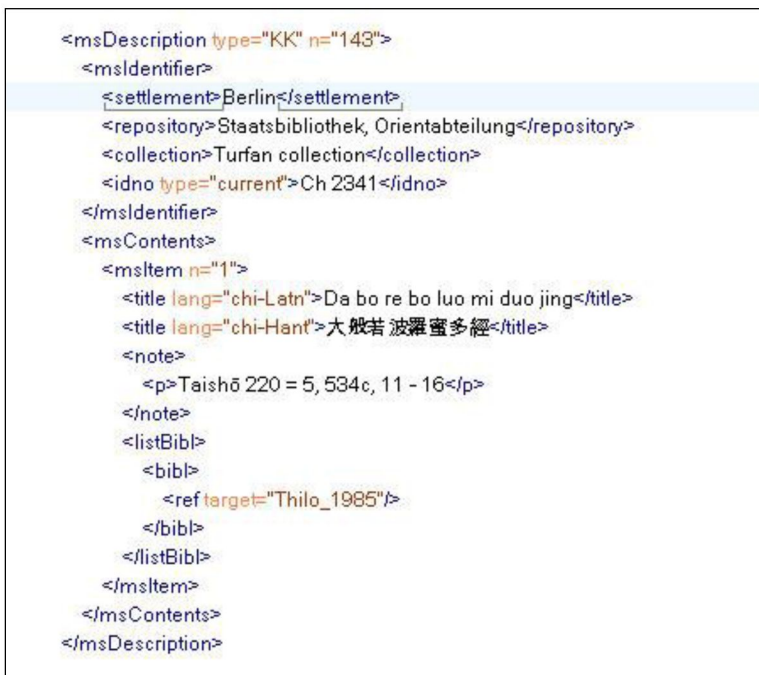 <msDescription type="KK" n="143">
<msIdentifier>
<settlement>Berlin</settlement>
<repository>Staatsbibliothek, Orientabteilung</repository>
<collection>Turfan collection</collection>
<idno type="current">Ch 2341</idno>
</msIdentifier>
<msContents>
<msItem n="1">
<title lang="chi-Latn">Da bo re bo luo mi duo jing</title>
<title lang="chi-Hant">大般若波羅蜜多經</title>
<note>
<p>Taishō 220 = 5, 534c, 11 - 16</p>
</note>
<listBibl>
<bibl>
<ref target="Thilo_1985"/>
</bibl>
</listBibl>
</msItem>
</msContents>
</msDescription>